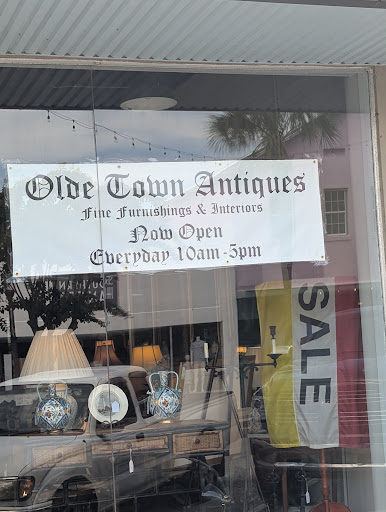 Olde Town Antiques
Fine Furnishings & Interiors
Now Open
Everyday 10am-5pm
SALE